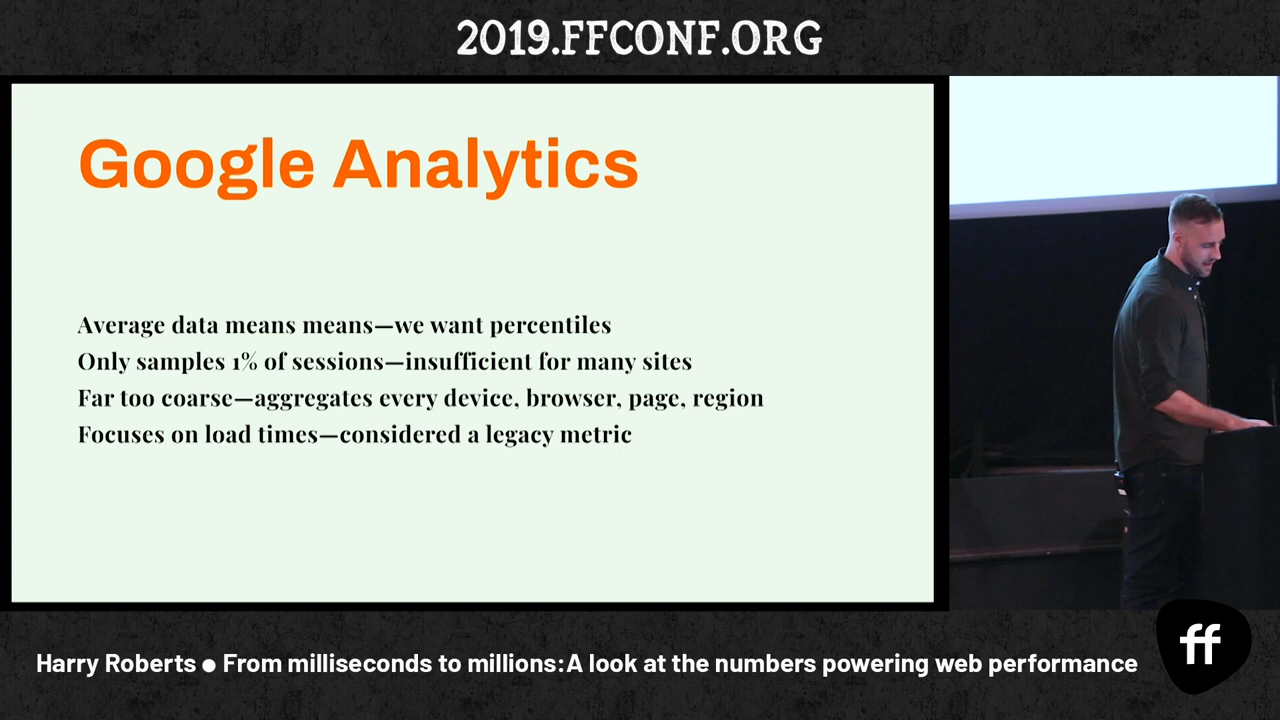 2019.FFCONF.ORG
Google Analytics
Average data means means—we want percentiles
Only samples 1% of sessions—insufficient for many sites
Far too coarse—aggregates every device, browser, page, region
Focuses on load times—considered a legacy metric
Harry Roberts ● From milliseconds to millions: A look at the numbers powering web performance
ff